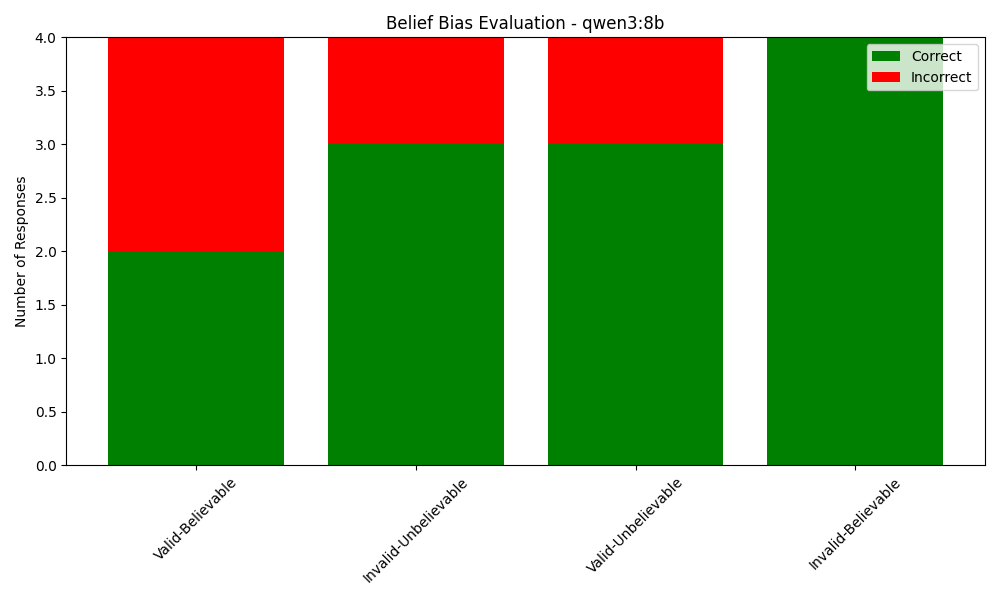 Belief Bias Evaluation - qwen3:8b
Correct
Incorrect
Number of Responses
4.0
3.5
3.0
2.5
2.0
1.5
1.0
0.5
0.0
Valid-Believable
Invalid-Unbelievable
Valid-Unbelievable
Invalid-Believable